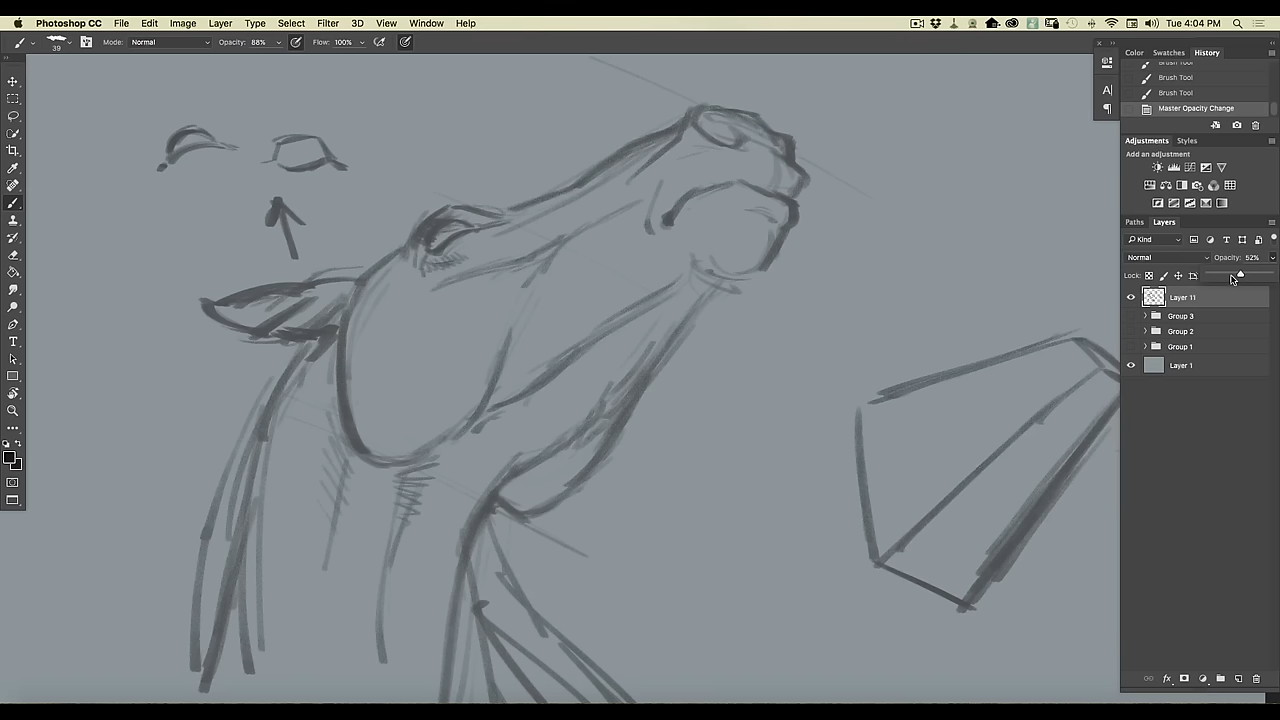 Photoshop CC File Edit Image Layer Type Select Filter 3D View Window Help Tue 4:04 PM
39 Mode: Normal Opacity: 88% Flow: 100%
Color Swatches History
Brush Tool
Brush Tool
Brush Tool
Master Opacity Change
Adjustments Styles
Add an adjustment
Paths Layers
Kind
Normal Opacity: 52%
Lock:
Layer 11
Group 3
Group 2
Group 1
Layer 1
fx